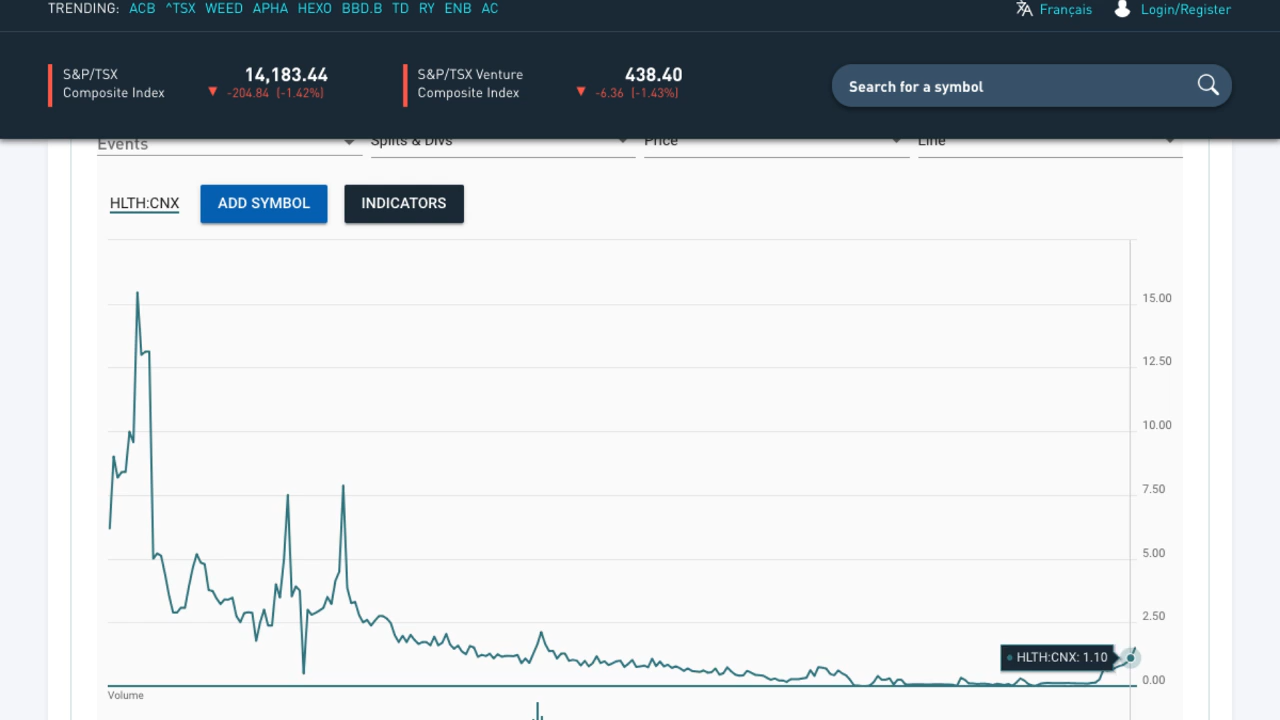 TRENDING: ACB ^TSX WEED APHA HEXO BBD.B TD RY ENB AC
Français Login/Register
S&P/TSX
Composite Index
14,183.44
▼ -204.84 (-1.42%)
S&P/TSX Venture
Composite Index
438.40
▼ -6.36 (-1.43%)
Search for a symbol
Events
Splits & Divs
Price
Line
HLTH:CNX
ADD SYMBOL
INDICATORS
15.00
12.50
10.00
7.50
5.00
2.50
HLTH:CNX: 1.10
0.00
Volume